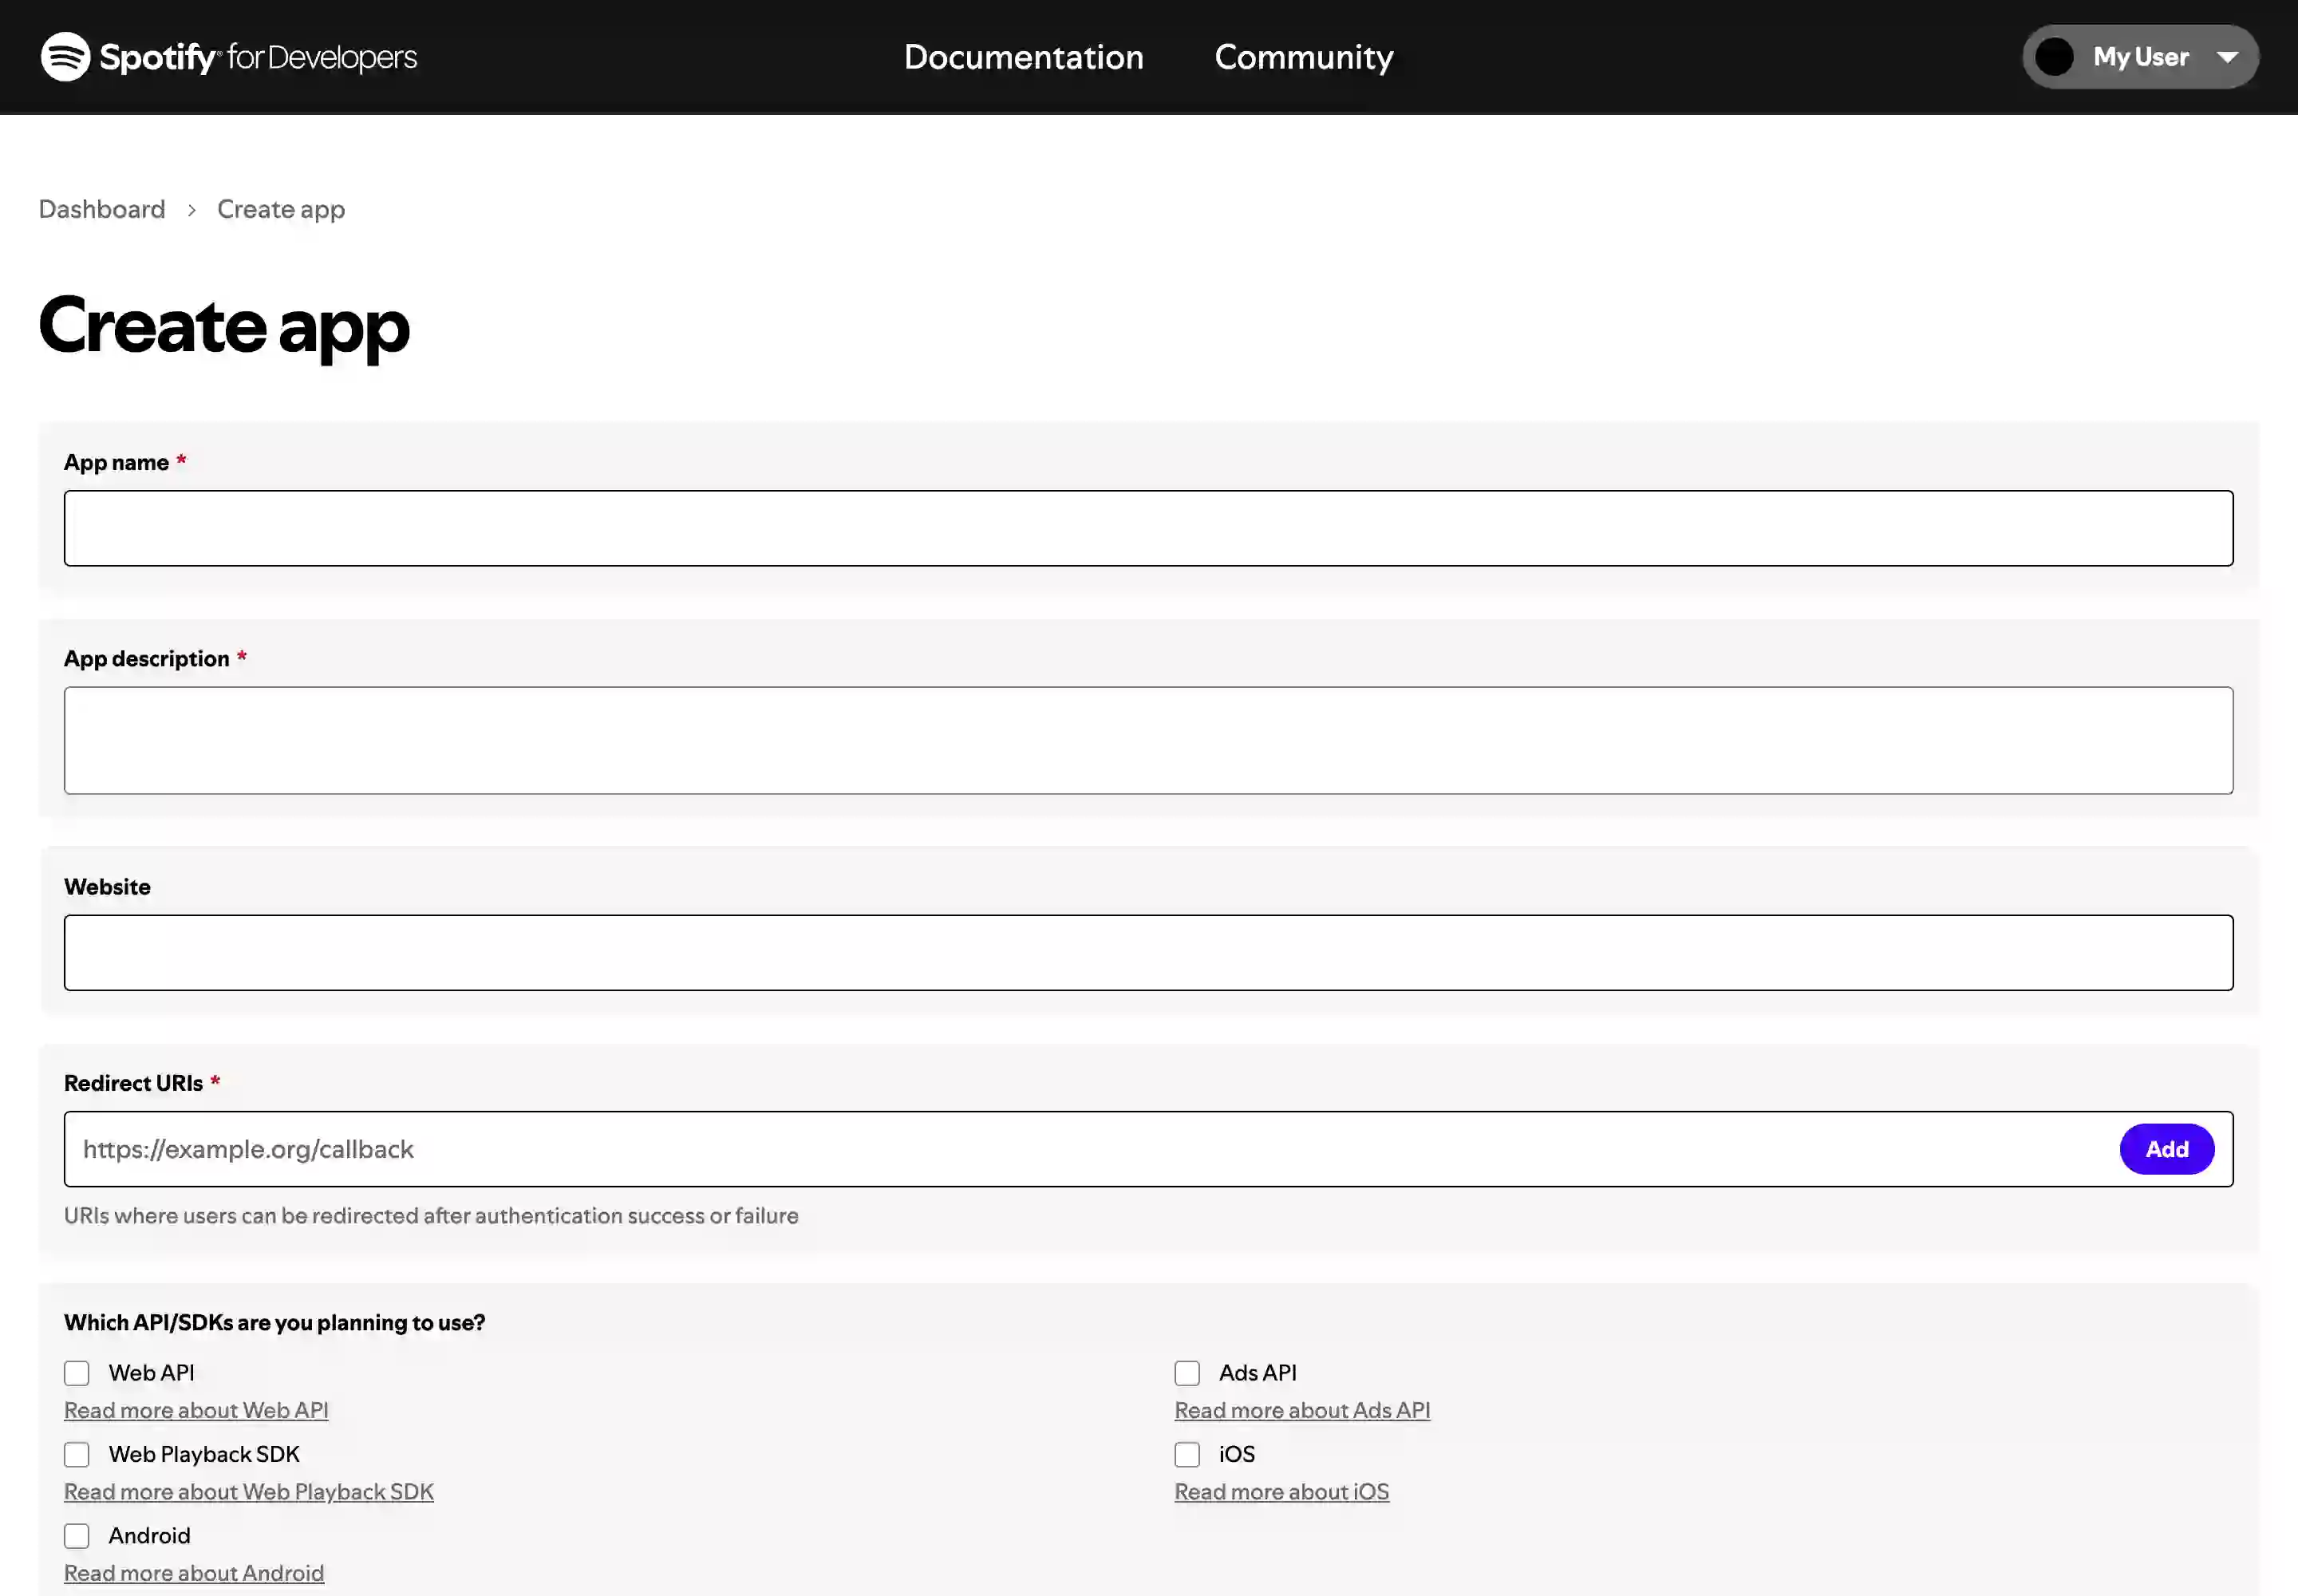 Spotify for Developers
Documentation
Community
My User
Dashboard > Create app
Create app
App name *
App description *
Website
Redirect URIs *
https://example.org/callback
Add
URIs where users can be redirected after authentication success or failure
Which API/SDKs are you planning to use?
Web API
Read more about Web API
Web Playback SDK
Read more about Web Playback SDK
Android
Read more about Android
Ads API
Read more about Ads API
iOS
Read more about iOS